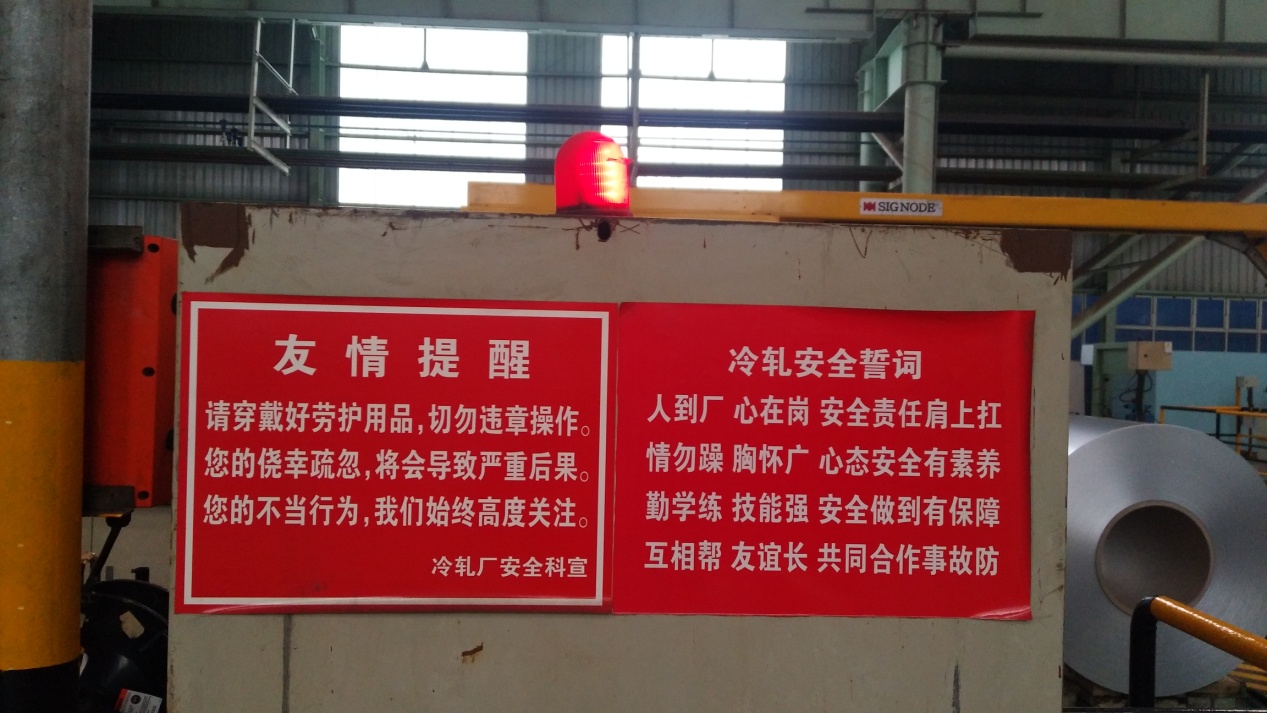 SIGNODE
友情提醒
请穿戴好劳护用品,切勿违章操作。
您的侥幸疏忽,将会导致严重后果。
您的不当行为,我们始终高度关注。
冷轧厂安全科宣
冷轧安全誓词
人到厂 心在岗 安全责任肩上扛
情勿躁 胸怀广 心态安全有素养
勤学练 技能强 安全做到有保障
互相帮 友谊长 共同合作事故防